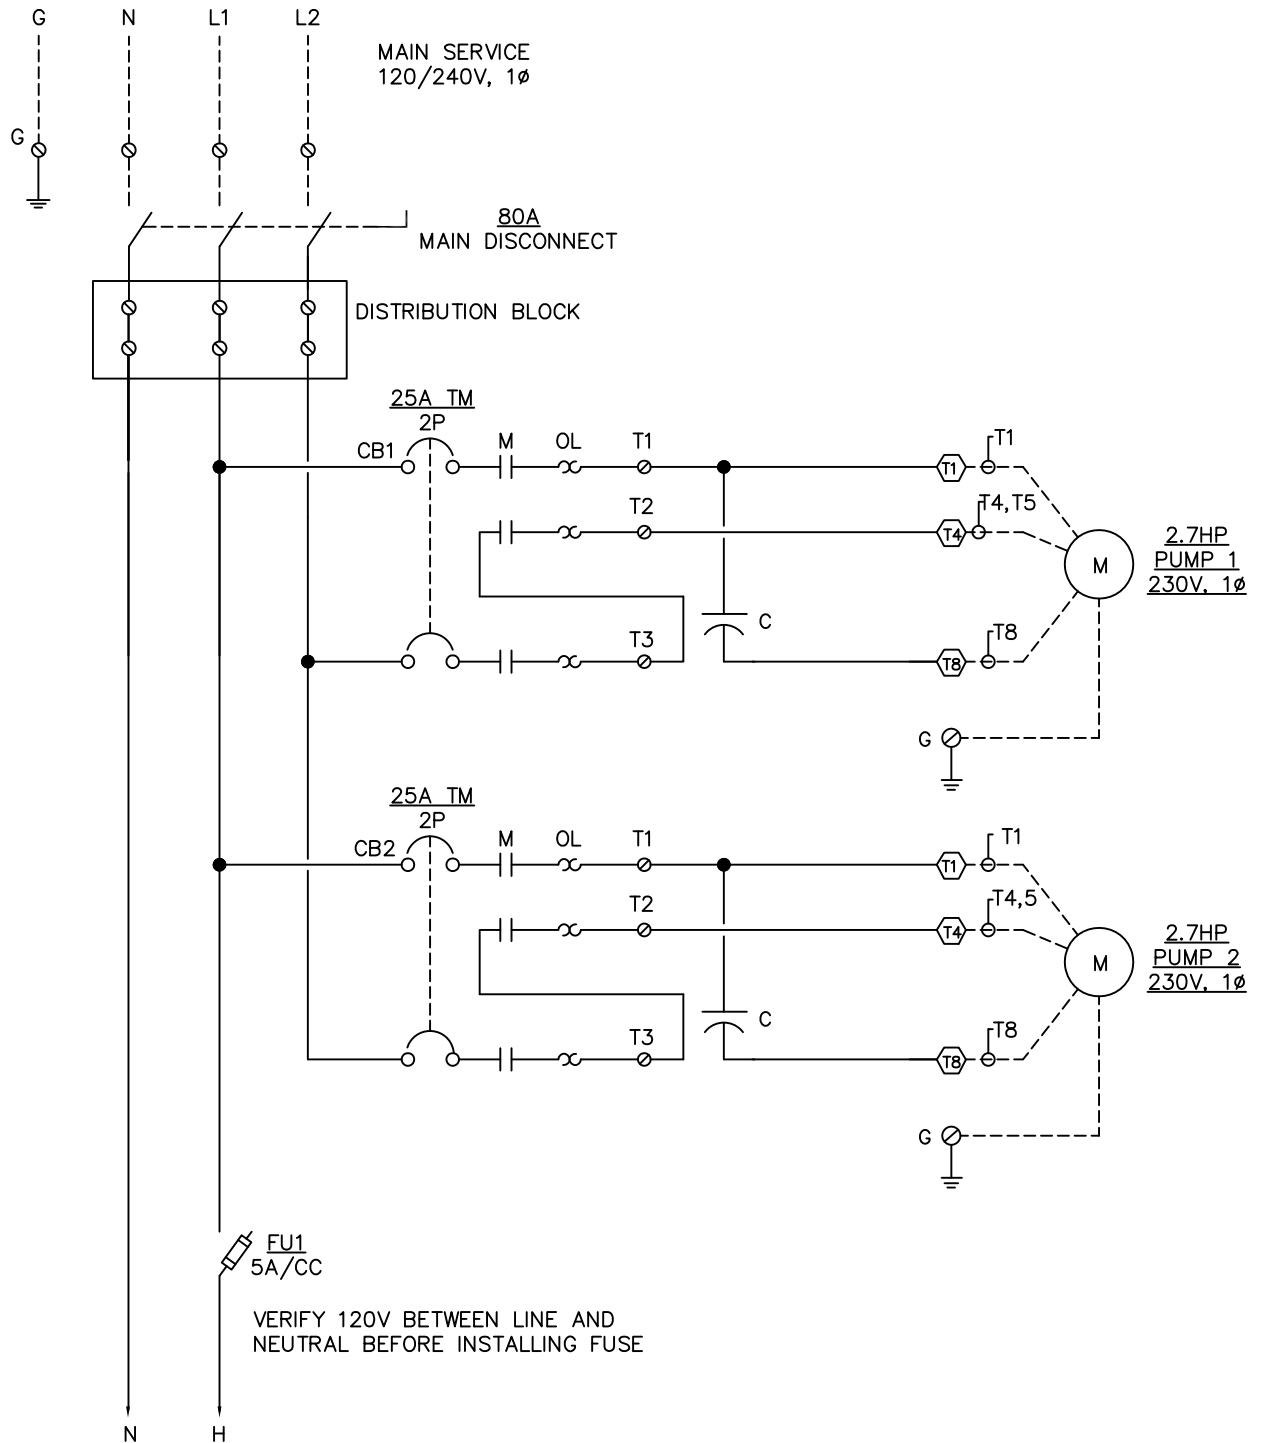 G N L1 L2
MAIN SERVICE
120/240V, 1ø
G
80A
MAIN DISCONNECT
DISTRIBUTION BLOCK
25A TM
2P
CB1 M OL T1 T1 T1
T2 T4 T4,T5
2.7HP
PUMP 1
230V, 1ø
M
C
T3 T8 T8
G
25A TM
2P
CB2 M OL T1 T1 T1
T2 T4 T4,5
2.7HP
PUMP 2
230V, 1ø
M
C
T3 T8 T8
G
FU1
5A/CC
VERIFY 120V BETWEEN LINE AND
NEUTRAL BEFORE INSTALLING FUSE
N H